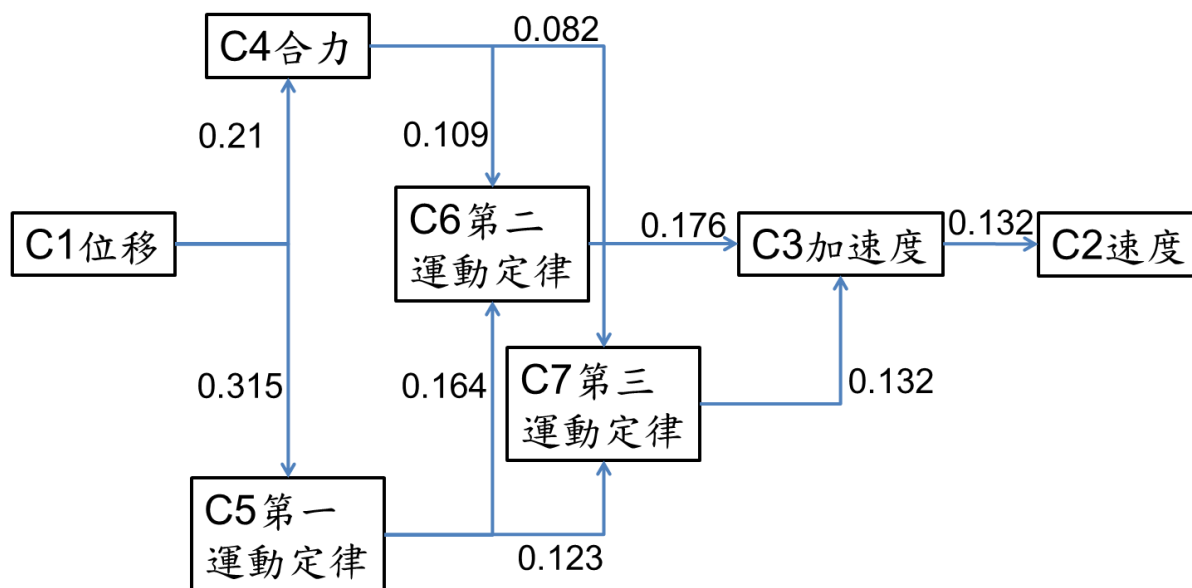 C4合力
0.082
0.21
0.109
C1位移
C6第二
運動定律
0.176
C3加速度
0.132
C2速度
0.315
0.164
C7第三
運動定律
0.132
C5第一
運動定律
0.123